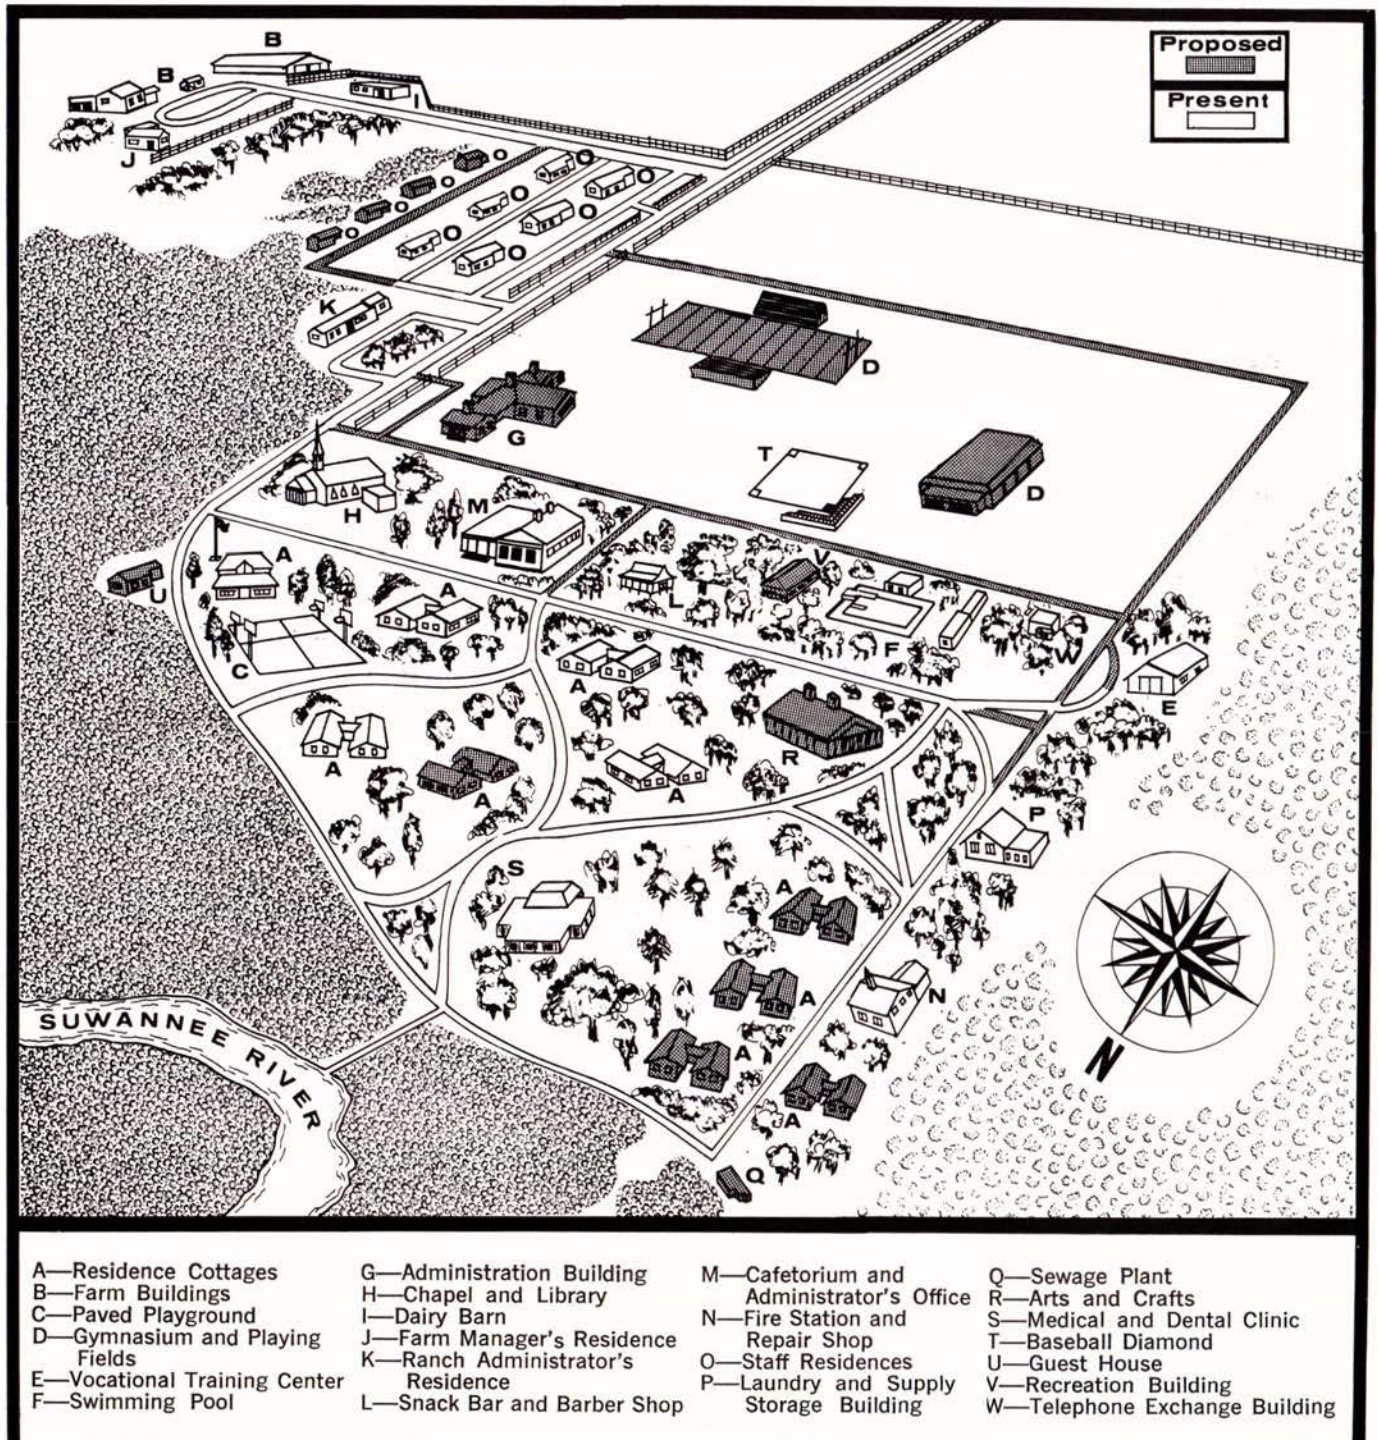 Proposed
Present
B
B
I
J
O
O
O
O
O
O
O
O
O
O
K
D
G
T
D
H
M
A
A
V
U
L
C
F
W
A
E
A
R
A
A
P
S
A
A
N
A
A
Q
N
SUWANNEE RIVER
A—Residence Cottages
B—Farm Buildings
C—Paved Playground
D—Gymnasium and Playing
Fields
E—Vocational Training Center
F—Swimming Pool
G—Administration Building
H—Chapel and Library
I—Dairy Barn
J—Farm Manager's Residence
K—Ranch Administrator's
Residence
L—Snack Bar and Barber Shop
M—Cafetorium and
Administrator's Office
N—Fire Station and
Repair Shop
O—Staff Residences
P—Laundry and Supply
Storage Building
Q—Sewage Plant
R—Arts and Crafts
S—Medical and Dental Clinic
T—Baseball Diamond
U—Guest House
V—Recreation Building
W—Telephone Exchange Building